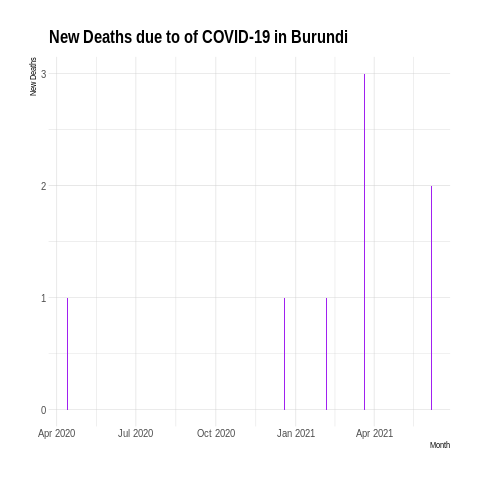 New Deaths due to of COVID-19 in Burundi
New Deaths
3
2
1
0
Apr 2020 Jul 2020 Oct 2020 Jan 2021 Apr 2021
Month